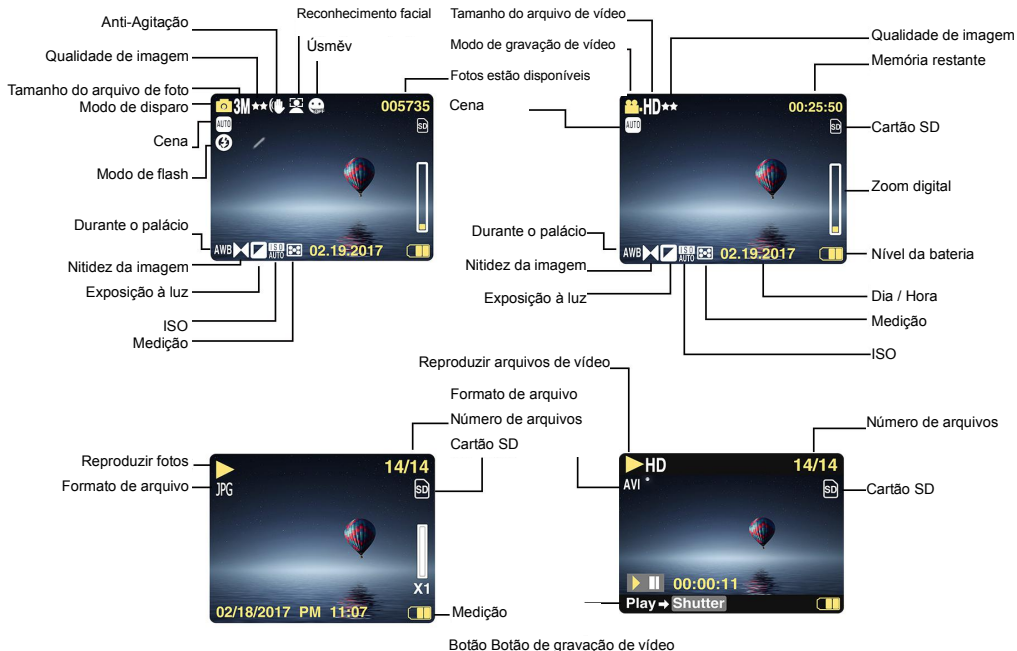 Anti-Agitação
Reconhecimento facial
Úsměv
Qualidade de imagem
Tamanho do arquivo de foto
Modo de disparo
Fotos estão disponíveis
Cena
Modo de flash
Durante o palácio
Nitidez da imagem
Exposição à luz
ISO
Medição
3M
005735
AUTO
SD
AWB
ISO
AUTO
02.19.2017
Tamanho do arquivo de vídeo
Modo de gravação de vídeo
Qualidade de imagem
Memória restante
Cena
Cartão SD
Zoom digital
Durante o palácio
Nitidez da imagem
Exposição à luz
Nível da bateria
Dia / Hora
Medição
ISO
HD
00:25:50
AUTO
SD
AWB
ISO
AUTO
02.19.2017
Reproduzir fotos
Formato de arquivo
Número de arquivos
Cartão SD
Medição
14/14
JPG
SD
X1
02/18/2017 PM 11:07
Reproduzir arquivos de vídeo
Formato de arquivo
Número de arquivos
Cartão SD
HD
14/14
AVI
SD
00:00:11
Play→Shutter
Botão Botão de gravação de vídeo